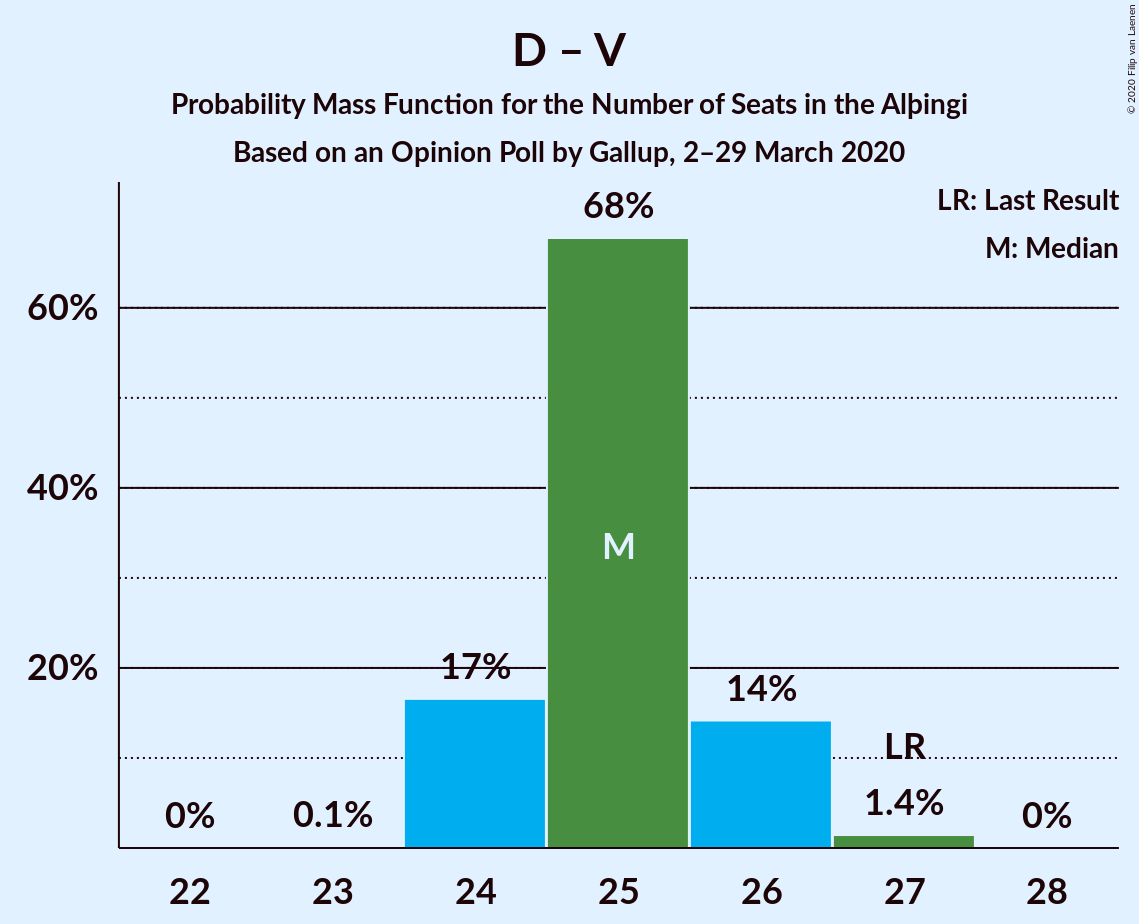 D – V
Probability Mass Function for the Number of Seats in the Alþingi
Based on an Opinion Poll by Gallup, 2–29 March 2020
© 2020 Filip van Laenen
LR: Last Result
M: Median
68%
60%
40%
M
20%
17%
14%
LR
0%
0.1%
1.4%
0%
22
23
24
25
26
27
28